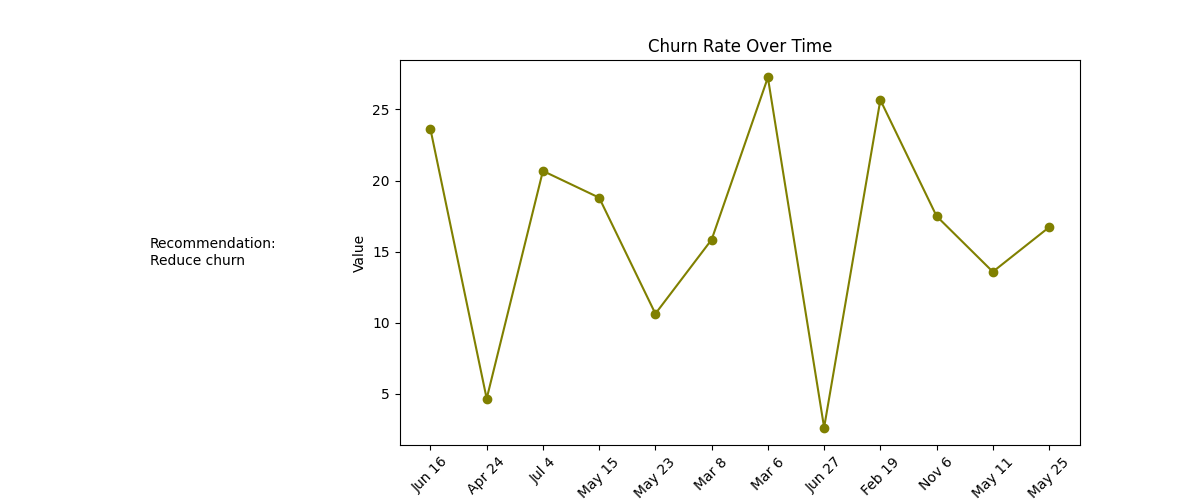 Churn Rate Over Time
Recommendation:
Reduce churn
Value
25
20
15
10
5
Jun 16
Apr 24
Jul 4
May 15
May 23
Mar 8
Mar 6
Jun 27
Feb 19
Nov 6
May 11
May 25